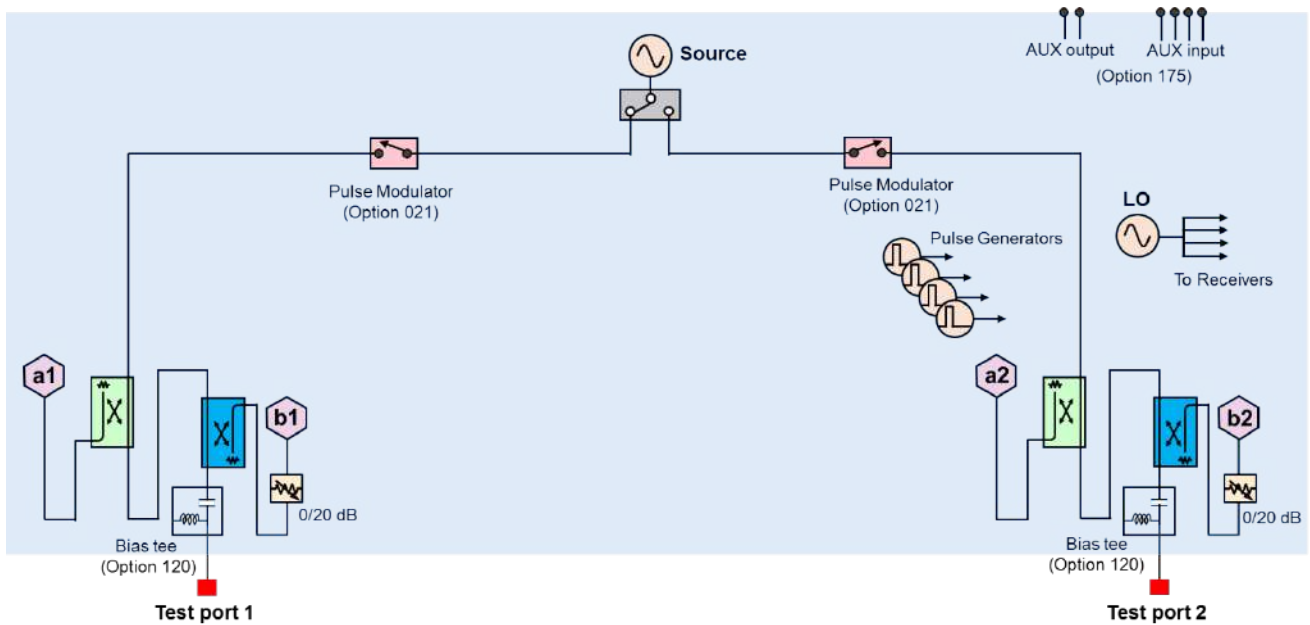 Source
AUX output
AUX input
(Option 175)
Pulse Modulator
(Option 021)
Pulse Modulator
(Option 021)
LO
Pulse Generators
To Receivers
a1
b1
0/20 dB
Bias tee
(Option 120)
Test port 1
a2
b2
0/20 dB
Bias tee
(Option 120)
Test port 2